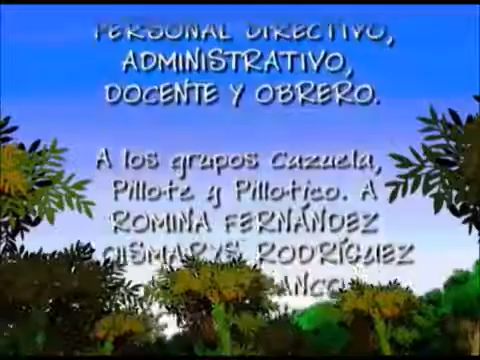 PERSONAL DIRECTIVO,
ADMINISTRATIVO,
DOCENTE Y OBRERO.
A los grupos Cazuela,
Pillote y Pillotico. A
ROMINA FERNÁNDEZ
RODRÍGUEZ